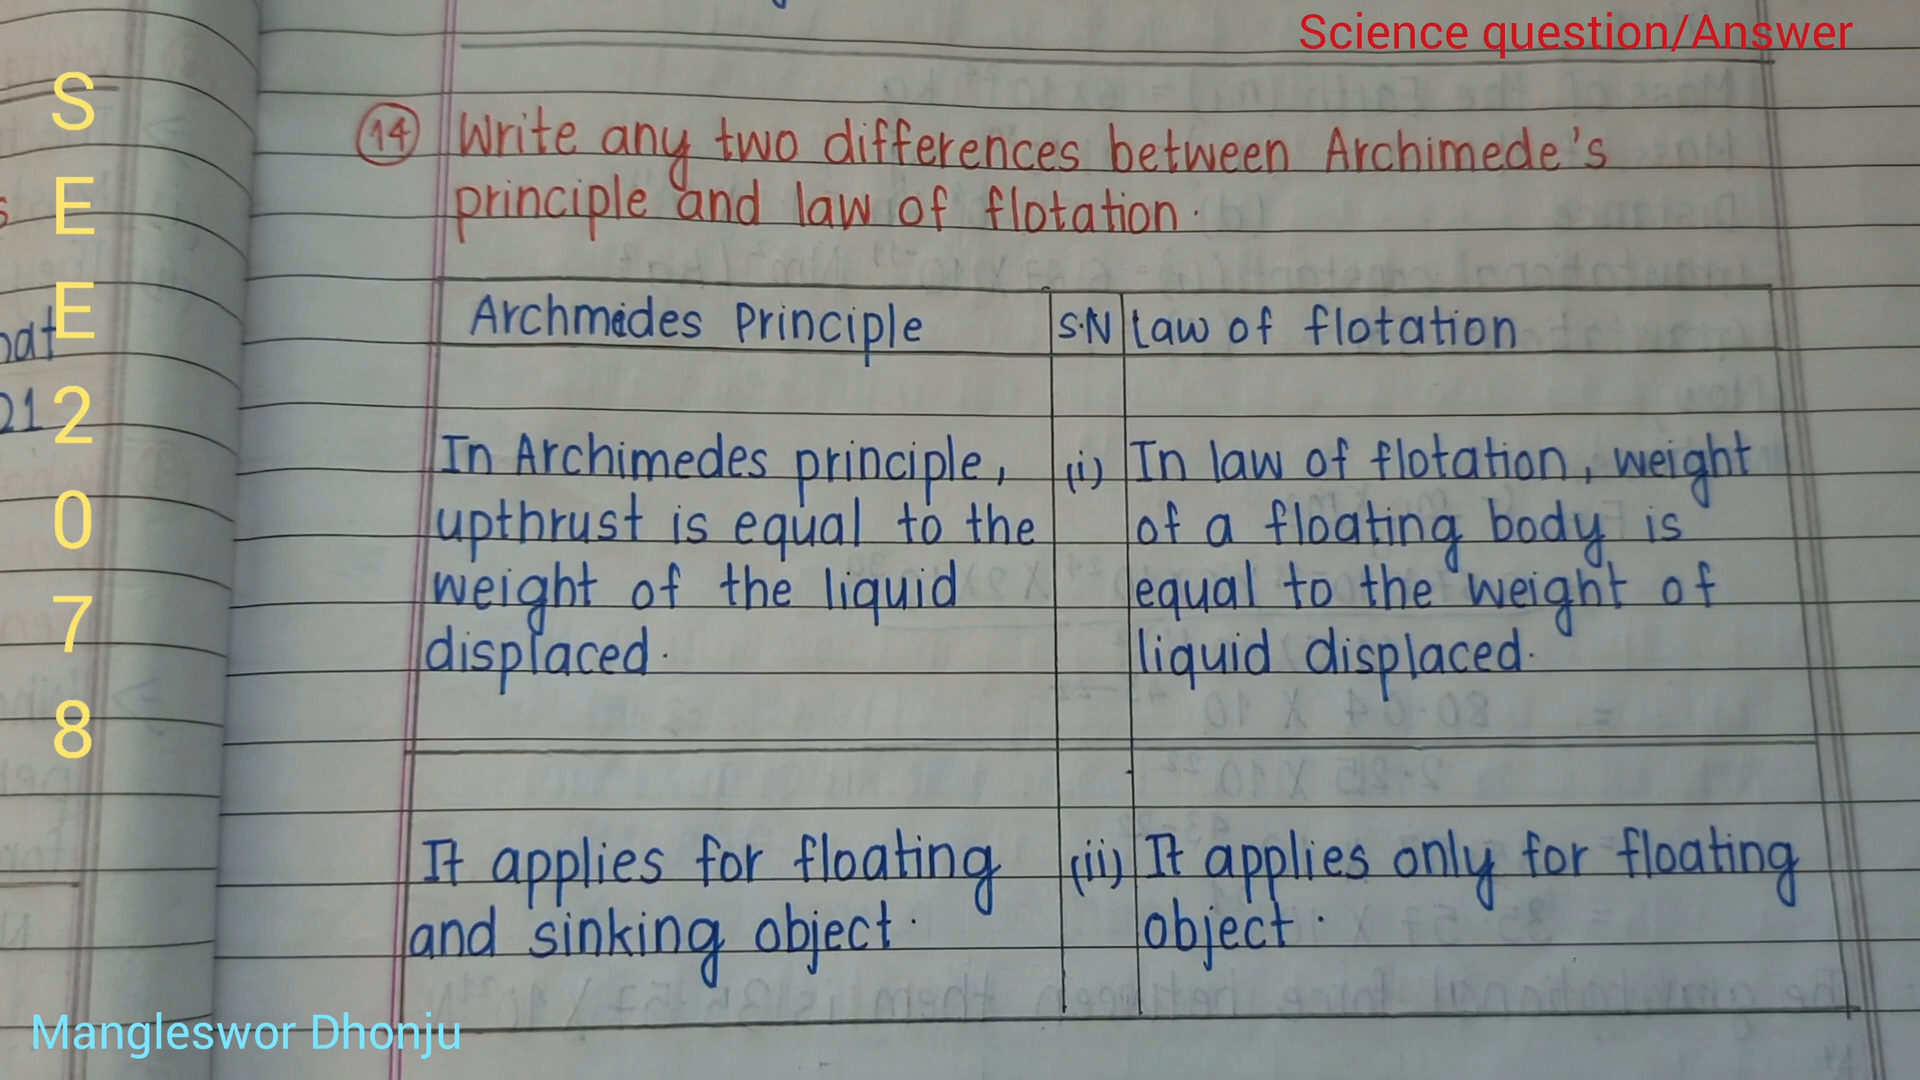 Science question/Answer
S
E
E
2
0
7
8
14 Write any two differences between Archimede's
principle and law of flotation.
Archmedes Principle S.N Law of flotation
In Archimedes principle, (i) In law of flotation, weight
upthrust is equal to the of a floating body is
weight of the liquid equal to the weight of
displaced. liquid displaced.
It applies for floating (ii) It applies only for floating
and sinking object. object.
Mangleswor Dhonju